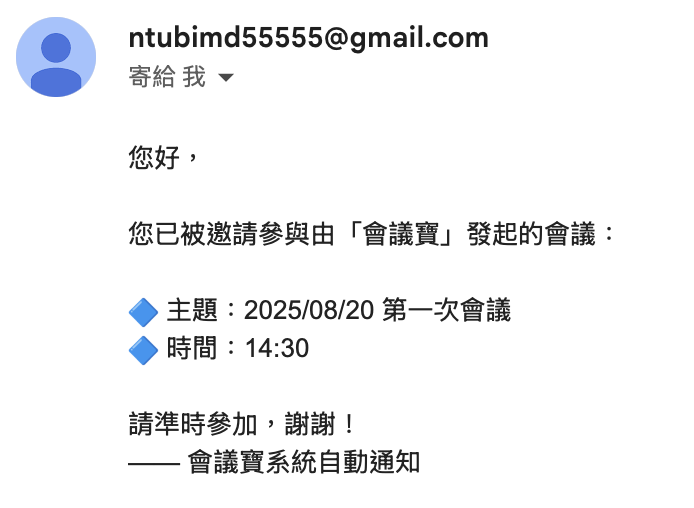 ntubimd55555@gmail.com
寄給 我
您好，
您已被邀請參與由「會議寶」發起的會議：
主題：2025/08/20 第一次會議
時間：14:30
請準時參加，謝謝！
—— 會議寶系統自動通知